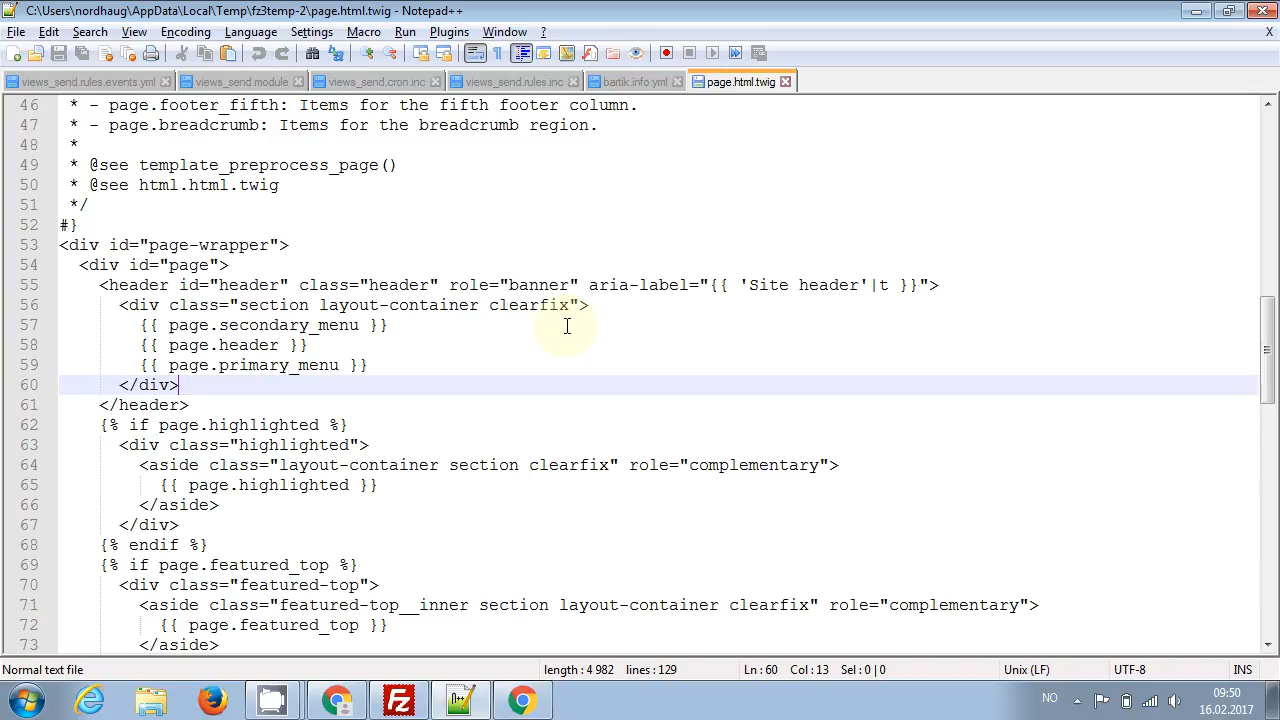 C:\Users\nordhaug\AppData\Local\Temp\fz3temp-2\page.html.twig - Notepad++
File Edit Search View Encoding Language Settings Macro Run Plugins Window ? X
views_send.rules.events.yml views_send.module views_send.cron.inc views_send.rules.inc bartik.info.yml page.html.twig
46 * - page.footer_fifth: Items for the fifth footer column.
47 * - page.breadcrumb: Items for the breadcrumb region.
48 *
49 * @see template_preprocess_page()
50 * @see html.html.twig
51 */
52 #}
53 <div id="page-wrapper">
54 <div id="page">
55 <header id="header" class="header" role="banner" aria-label="{{ 'Site header'|t }}">
56 <div class="section layout-container clearfix">
57 {{ page.secondary_menu }}
58 {{ page.header }}
59 {{ page.primary_menu }}
60 </div>
61 </header>
62 {% if page.highlighted %}
63 <div class="highlighted">
64 <aside class="layout-container section clearfix" role="complementary">
65 {{ page.highlighted }}
66 </aside>
67 </div>
68 {% endif %}
69 {% if page.featured_top %}
70 <div class="featured-top">
71 <aside class="featured-top__inner section layout-container clearfix" role="complementary">
72 {{ page.featured_top }}
73 </aside>
Normal text file length : 4 982 lines : 129 Ln : 60 Col : 13 Sel : 0 | 0 Unix (LF) UTF-8 INS
NO 09:50
16.02.2017